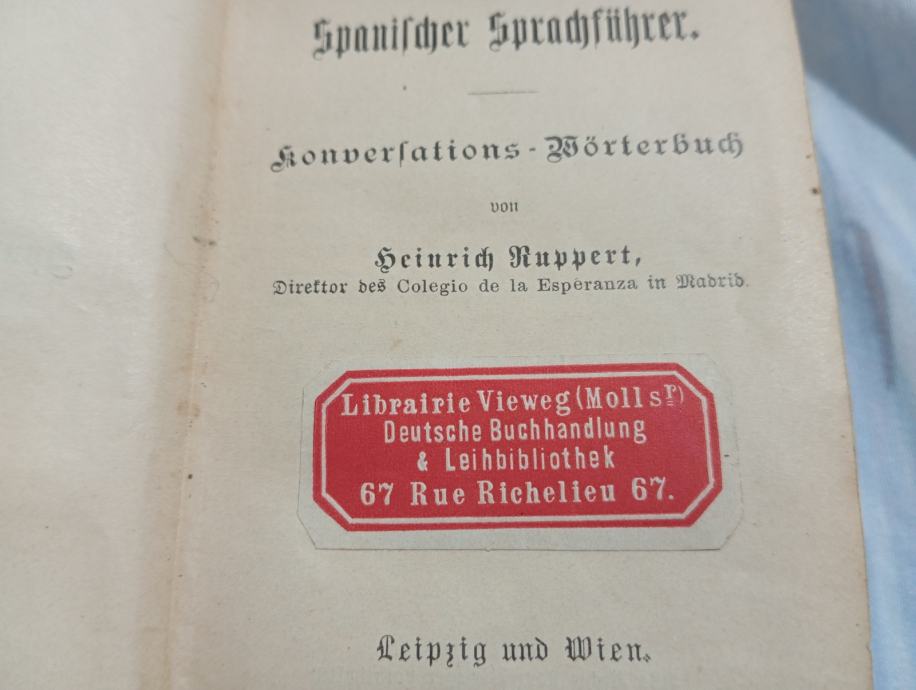 Spanischer Sprachführer.
Konversations-Wörterbuch
von
Heinrich Ruppert,
Direktor des Colegio de la Esperanza in Madrid.
Librairie Vieweg (Moll sr)
Deutsche Buchhandlung
& Leihbibliothek
67 Rue Richelieu 67.
Leipzig und Wien.